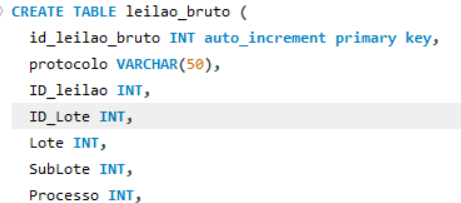 CREATE TABLE leilao_bruto (
id_leilao_bruto INT auto_increment primary key,
protocolo VARCHAR(50),
ID_leilao INT,
ID_Lote INT,
Lote INT,
SubLote INT,
Processo INT,